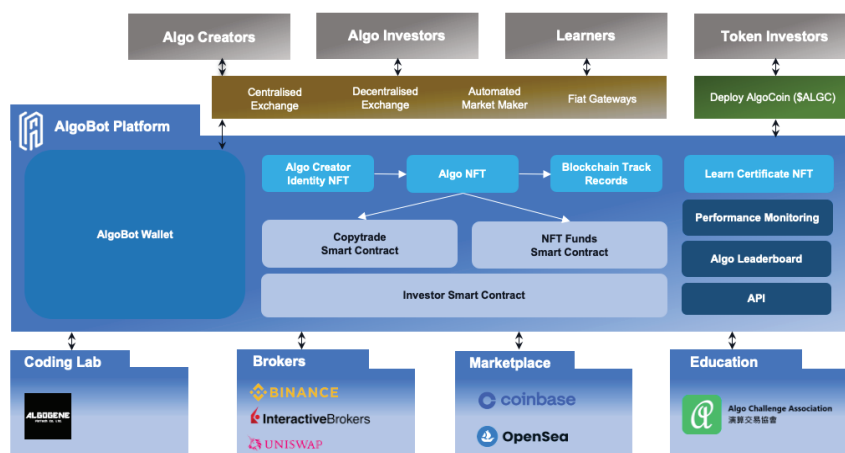 Algo Creators
Algo Investors
Learners
Token Investors
Centralised
Exchange
Decentralised
Exchange
Automated
Market Maker
Fiat Gateways
Deploy AlgoCoin ($ALGC)
AlgoBot Platform
AlgoBot Wallet
Algo Creator
Identity NFT
Algo NFT
Blockchain Track
Records
Learn Certificate NFT
Copytrade
Smart Contract
NFT Funds
Smart Contract
Investor Smart Contract
Performance Monitoring
Algo Leaderboard
API
Coding Lab
ALGOGENE
Brokers
BINANCE
InteractiveBrokers
UNISWAP
Marketplace
coinbase
OpenSea
Education
Algo Challenge Association
演算交易協會